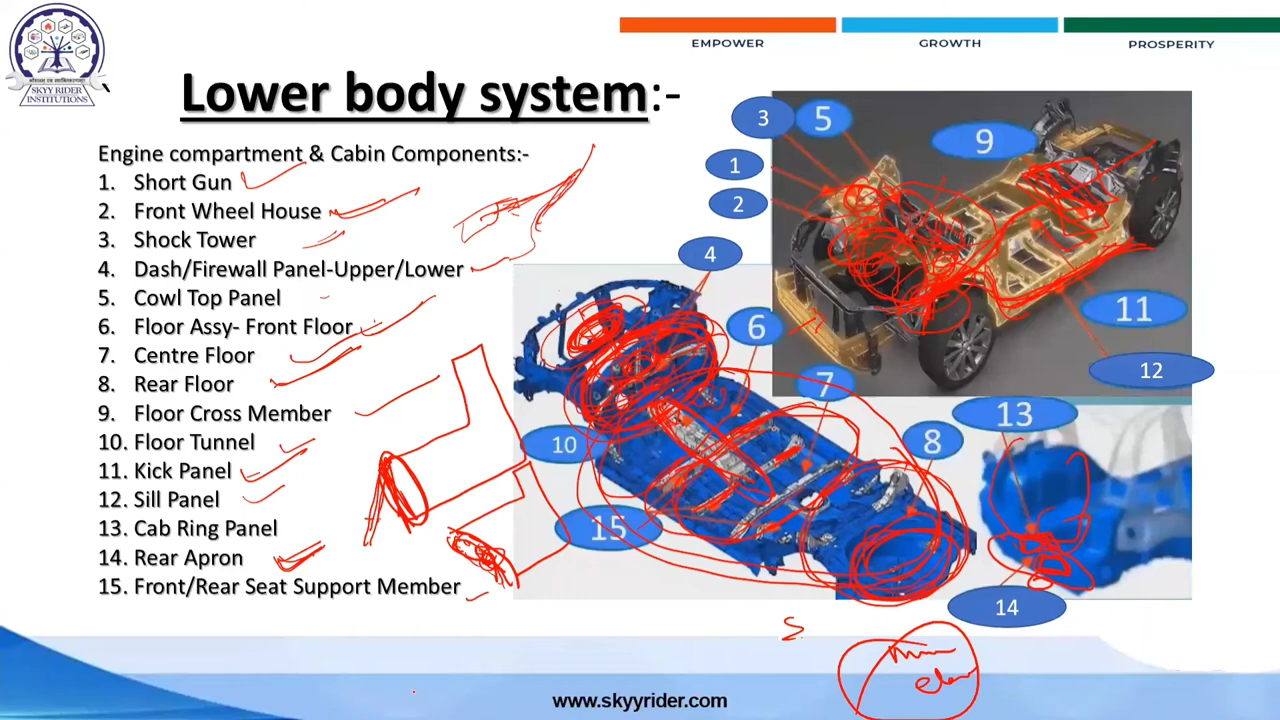 EMPOWER
GROWTH
PROSPERITY
SKYY RIDER
INSTITUTIONS
Lower body system:-
Engine compartment & Cabin Components:-
1. Short Gun
2. Front Wheel House
3. Shock Tower
4. Dash/Firewall Panel-Upper/Lower
5. Cowl Top Panel
6. Floor Assy- Front Floor
7. Centre Floor
8. Rear Floor
9. Floor Cross Member
10. Floor Tunnel
11. Kick Panel
12. Sill Panel
13. Cab Ring Panel
14. Rear Apron
15. Front/Rear Seat Support Member
3
5
9
1
2
4
6
11
7
12
13
10
8
15
14
S
www.skyyrider.com